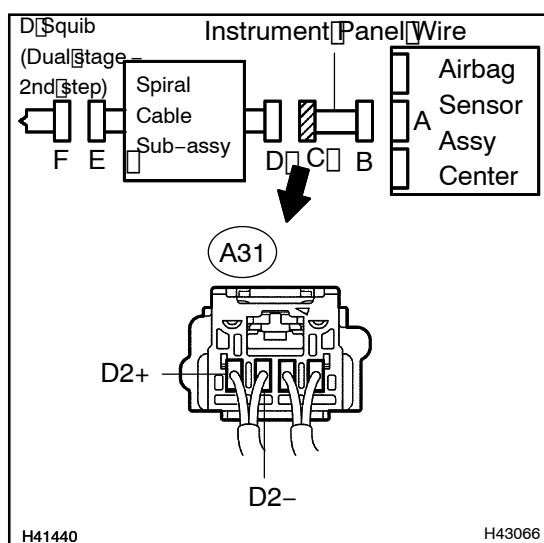 D Squib
(Dual stage –
2nd step)
Instrument Panel Wire
Spiral
Cable
Sub–assy
Airbag
Sensor
Assy
Center
F E D C B A
A31
D2+
D2–
H41440
H43066